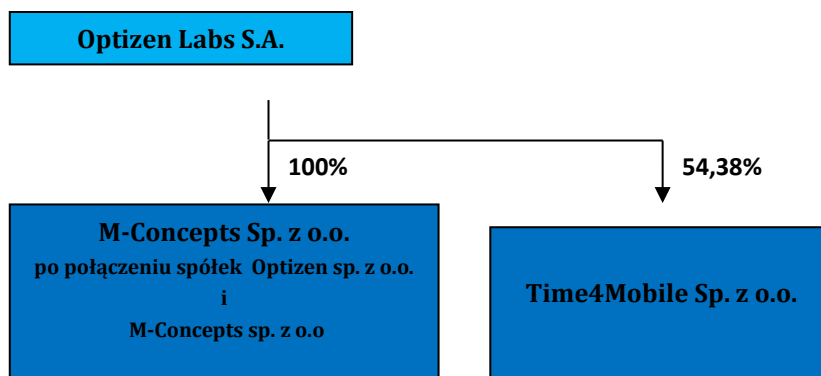 Optizen Labs S.A.
100%
54,38%
M-Concepts Sp. z o.o.
po połączeniu spółek Optizen sp. z o.o.
i
M-Concepts sp. z o.o
Time4Mobile Sp. z o.o.